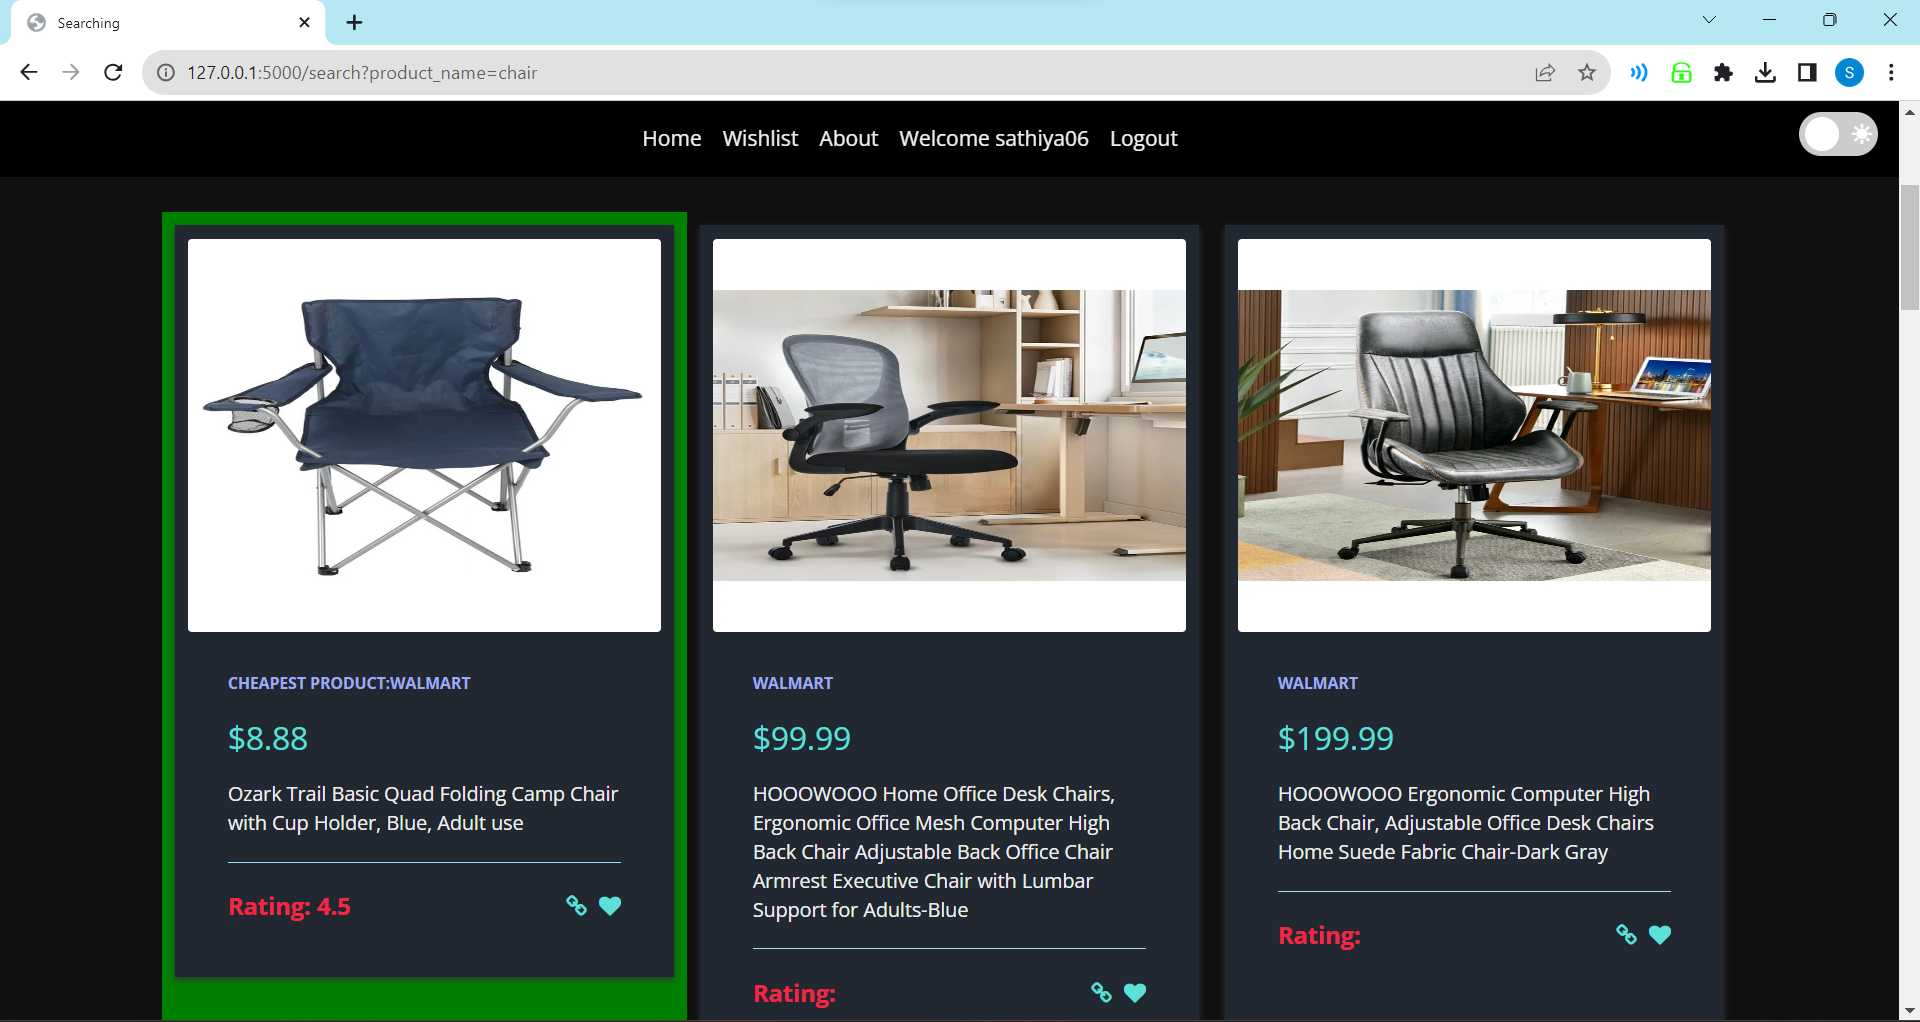 Searching
127.0.0.1:5000/search?product_name=chair
S
Home Wishlist About Welcome sathiya06 Logout
CHEAPEST PRODUCT:WALMART
$8.88
Ozark Trail Basic Quad Folding Camp Chair
with Cup Holder, Blue, Adult use
Rating: 4.5
WALMART
$99.99
HOOOWOOO Home Office Desk Chairs,
Ergonomic Office Mesh Computer High
Back Chair Adjustable Back Office Chair
Armrest Executive Chair with Lumbar
Support for Adults-Blue
Rating:
WALMART
$199.99
HOOOWOOO Ergonomic Computer High
Back Chair, Adjustable Office Desk Chairs
Home Suede Fabric Chair-Dark Gray
Rating: